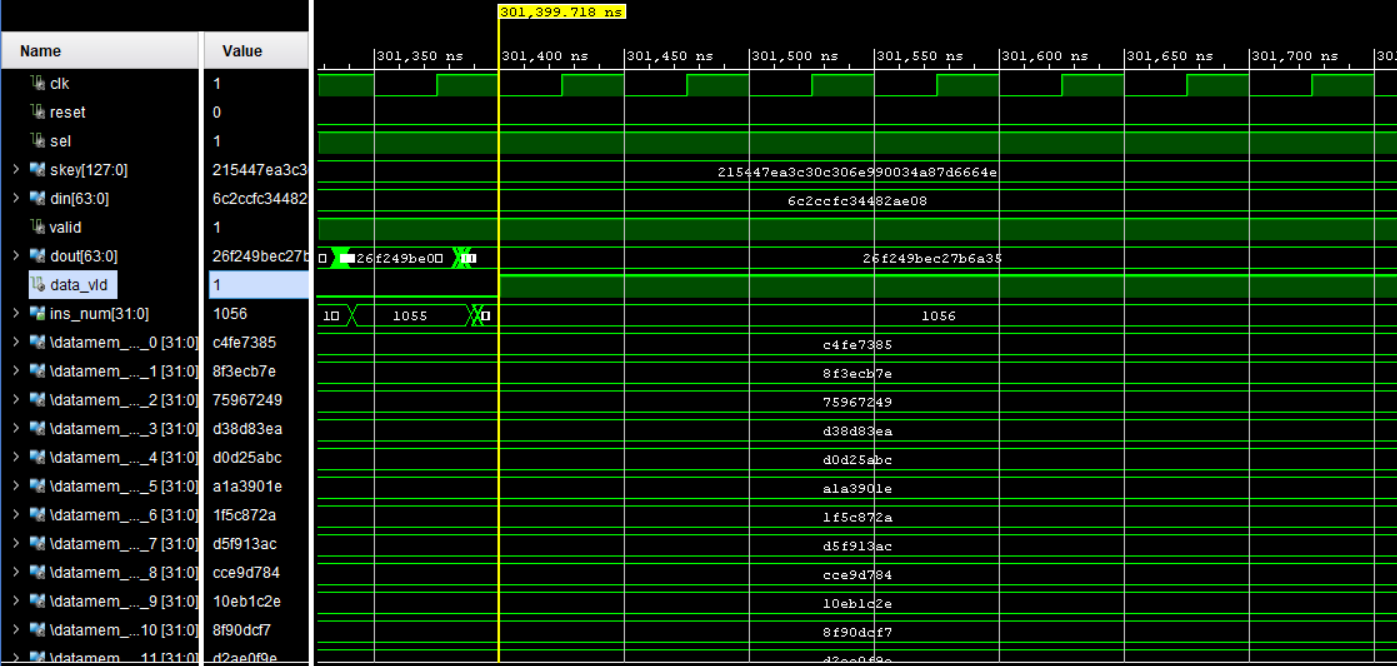 301,399.718 ns
Name Value
301,350 ns 301,400 ns 301,450 ns 301,500 ns 301,550 ns 301,600 ns 301,650 ns 301,700 ns
clk 1
reset 0
sel 1
skey[127:0] 215447ea3c3 215447ea3c30c306e990034a87d6664e
din[63:0] 6c2ccfc34482 6c2ccfc34482ae08
valid 1
dout[63:0] 26f249bec27b 26f249be0 26f249bec27b6a35
data_vld 1
ins_num[31:0] 1056 1 1055 1056
\datamem_..._0 [31:0] c4fe7385 c4fe7385
\datamem_..._1 [31:0] 8f3ecb7e 8f3ecb7e
\datamem_..._2 [31:0] 75967249 75967249
\datamem_..._3 [31:0] d38d83ea d38d83ea
\datamem_..._4 [31:0] d0d25abc d0d25abc
\datamem_..._5 [31:0] a1a3901e a1a3901e
\datamem_..._6 [31:0] 1f5c872a 1f5c872a
\datamem_..._7 [31:0] d5f913ac d5f913ac
\datamem_..._8 [31:0] cce9d784 cce9d784
\datamem_..._9 [31:0] 10eb1c2e 10eb1c2e
\datamem_...10 [31:0] 8f90dcf7 8f90dcf7
\datamem_...11 [31:0] d2ae0f9e d2ae0f9e